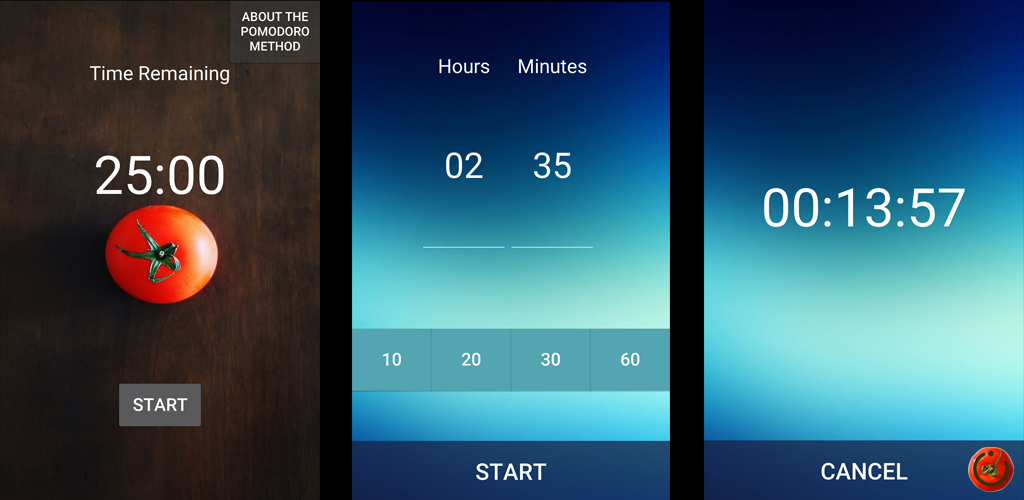 ABOUT THE
POMODORO
METHOD
Time Remaining
25:00
START
Hours Minutes
02 35
10 20 30 60
START
00:13:57
CANCEL